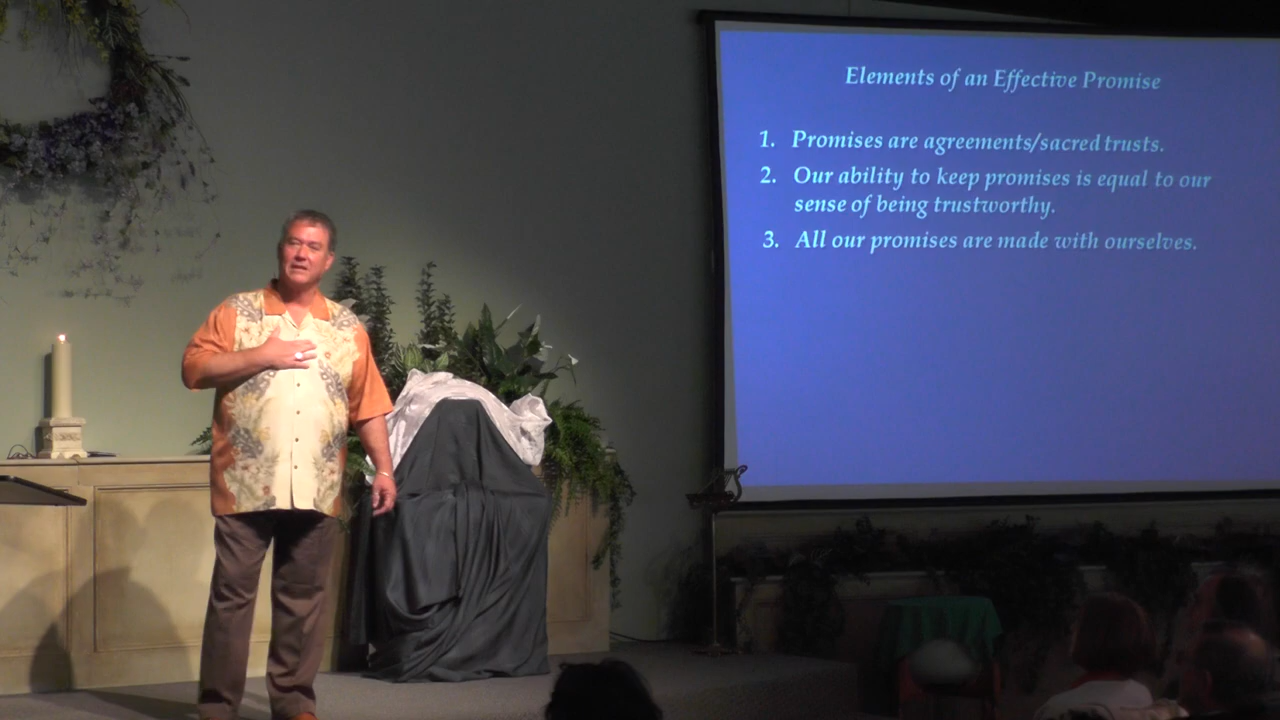 Elements of an Effective Promise
1. Promises are agreements/sacred trusts.
2. Our ability to keep promises is equal to our
sense of being trustworthy.
3. All our promises are made with ourselves.